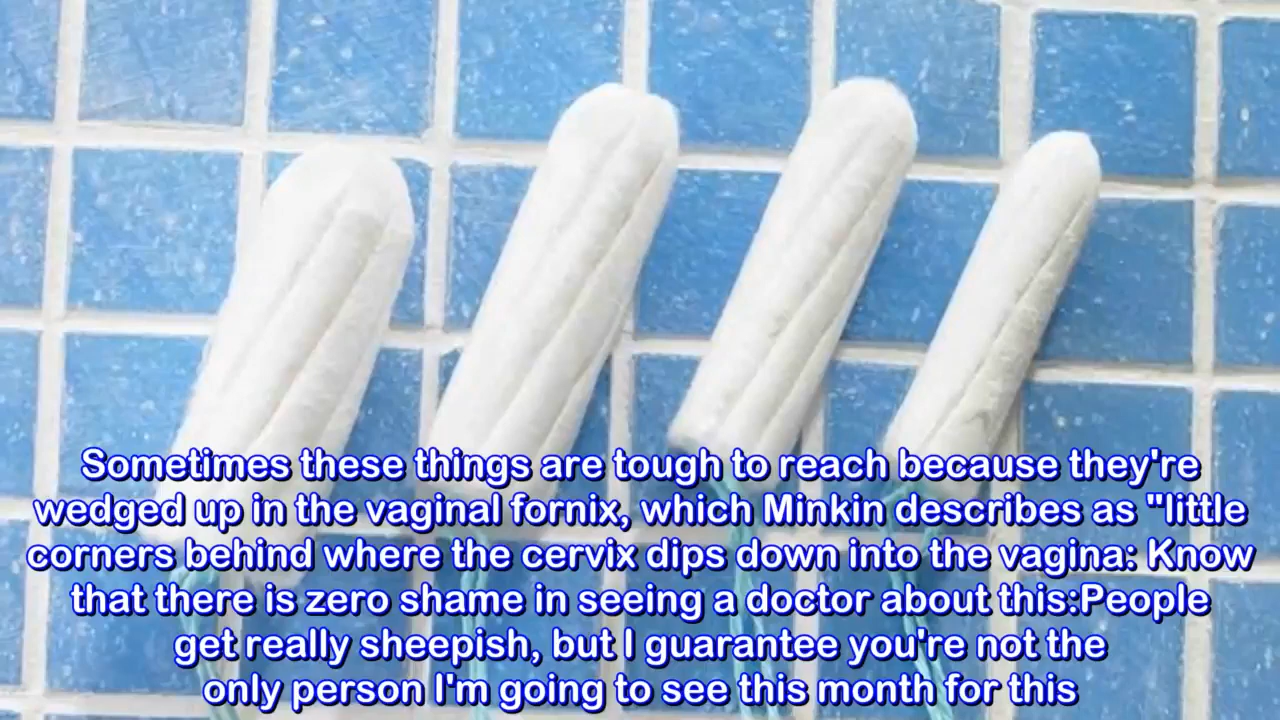 Sometimes these things are tough to reach because they're
wedged up in the vaginal fornix, which Minkin describes as "little
corners behind where the cervix dips down into the vagina: Know
that there is zero shame in seeing a doctor about this:People
get really sheepish, but I guarantee you're not the
only person I'm going to see this month for this